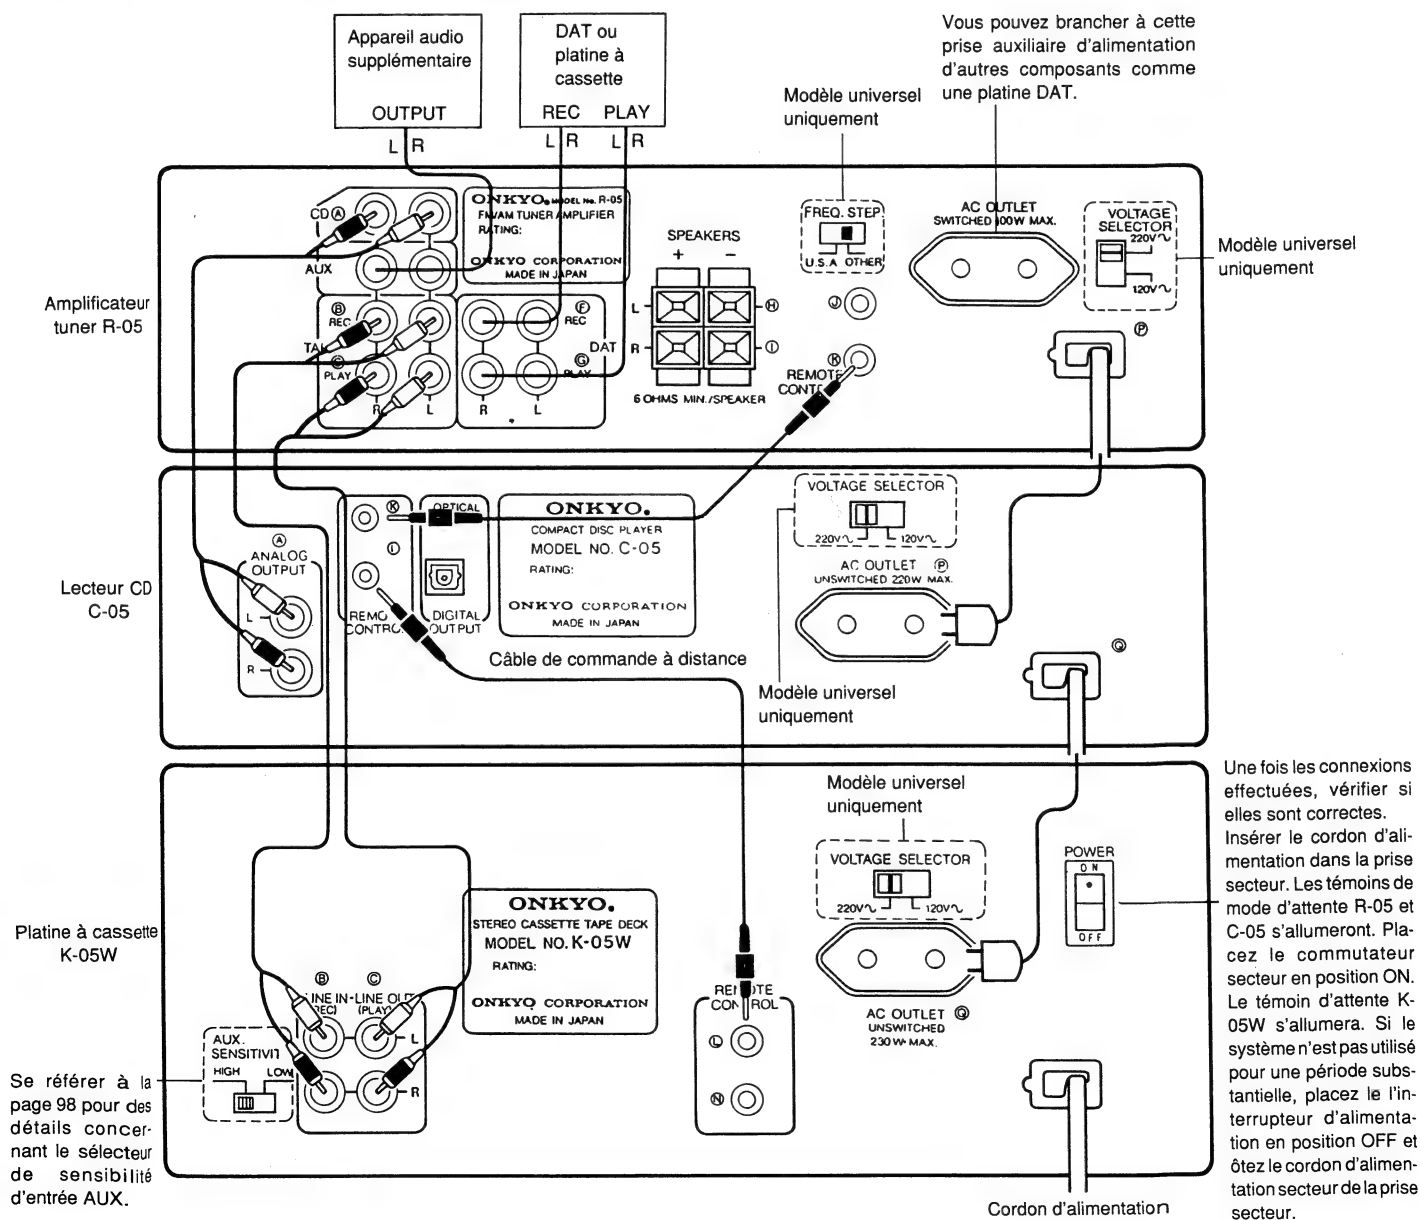 Appareil audio
supplémentaire
OUTPUT
L R
DAT ou
platine à
cassette
REC PLAY
L R L R
Vous pouvez brancher à cette
prise auxiliaire d'alimentation
d'autres composants comme
une platine DAT.
Modèle universel
uniquement
Amplificateur
tuner R-05
CD Ⓐ
AUX
Ⓑ
REC
Ⓒ
PLAY
R L
ONKYO. MODEL No. R-05
FM/AM TUNER AMPLIFIER
RATING:
ONKYO CORPORATION
MADE IN JAPAN
Ⓕ
REC
DAT
Ⓖ
PLAY
R L
SPEAKERS
+ −
L Ⓗ
R Ⓘ
6 OHMS MIN./SPEAKER
FREQ. STEP
U.S.A OTHER
Ⓙ
Ⓚ
REMOTE
AC OUTLET
SWITCHED 100W MAX.
VOLTAGE
SELECTOR
220V∿
120V∿
Modèle universel
uniquement
Ⓟ
Lecteur CD
C-05
Ⓐ
ANALOG
OUTPUT
L
R
Ⓚ
Ⓘ
CONTROL
OPTICAL
DIGITAL
OUTPUT
ONKYO.
COMPACT DISC PLAYER
MODEL NO. C-05
RATING:
ONKYO CORPORATION
MADE IN JAPAN
Câble de commande à distance
VOLTAGE SELECTOR
220V∿ 120V∿
AC OUTLET Ⓟ
UNSWITCHED 220W MAX.
Modèle universel
uniquement
Ⓠ
Platine à cassette
K-05W
Modèle universel
uniquement
VOLTAGE SELECTOR
220V∿ 120V∿
POWER
ON
OFF
ONKYO.
STEREO CASSETTE TAPE DECK
MODEL NO. K-05W
RATING:
ONKYO CORPORATION
MADE IN JAPAN
Ⓑ Ⓒ
LINE IN LINE OUT
(REC) (PLAY)
L
R
AUX.
SENSITIVIT
HIGH LOW
REMOTE
CONTROL
Ⓛ
Ⓝ
AC OUTLET Ⓠ
UNSWITCHED
230W MAX.
Se référer à la
page 98 pour des
détails concer-
nant le sélecteur
de sensibilité
d'entrée AUX.
Cordon d'alimentation
Une fois les connexions
effectuées, vérifier si
elles sont correctes.
Insérer le cordon d'ali-
mentation dans la prise
secteur. Les témoins de
mode d'attente R-05 et
C-05 s'allumeront. Pla-
cez le commutateur
secteur en position ON.
Le témoin d'attente K-
05W s'allumera. Si le
système n'est pas utilisé
pour une période subs-
tantielle, placez le l'in-
terrupteur d'alimenta-
tion en position OFF et
ôtez le cordon d'alimen-
tation secteur de la prise
secteur.